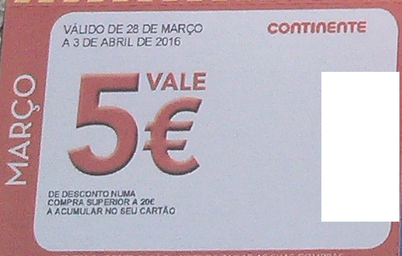 VÁLIDO DE 28 DE MARÇO
A 3 DE ABRIL DE 2016
CONTINENTE
MARÇO
VALE
5€
DE DESCONTO NUMA
COMPRA SUPERIOR A 20€
A ACUMULAR NO SEU CARTÃO